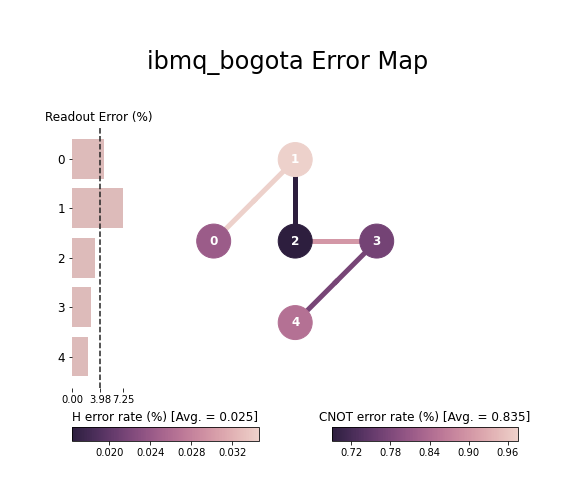 ibmq_bogota Error Map
Readout Error (%)
0
1
2
3
4
0.00 3.98 7.25
1
0 2 3
4
H error rate (%) [Avg. = 0.025]
0.020 0.024 0.028 0.032
CNOT error rate (%) [Avg. = 0.835]
0.72 0.78 0.84 0.90 0.96